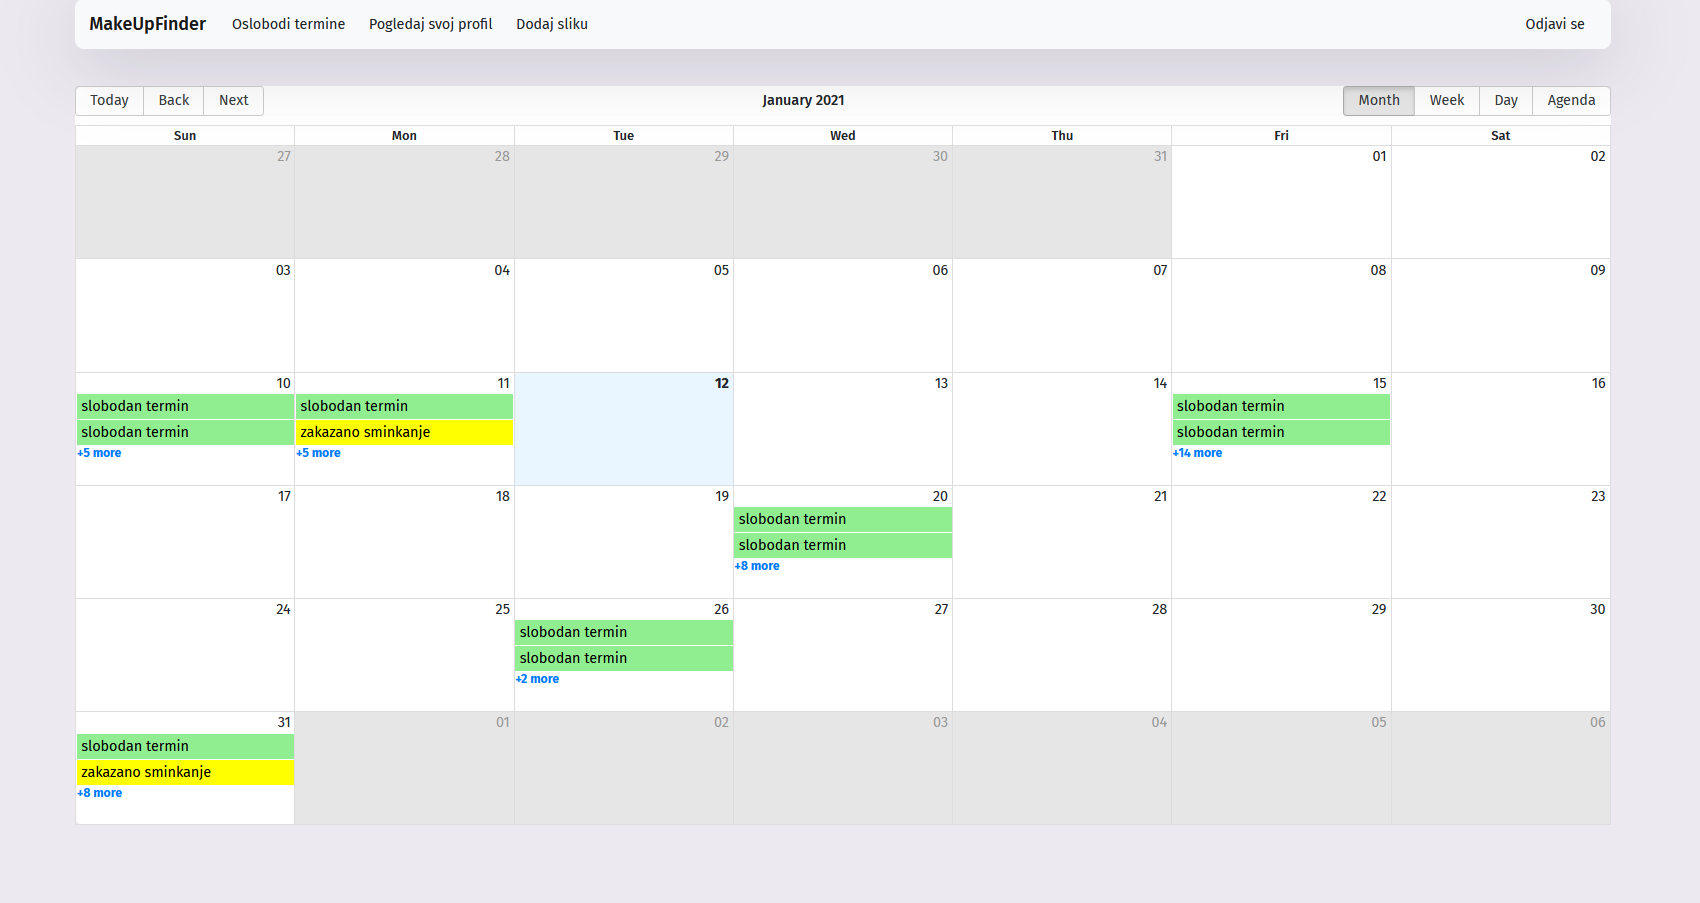 MakeUpFinder Oslobodi termine Pogledaj svoj profil Dodaj sliku Odjavi se
Today Back Next January 2021 Month Week Day Agenda
Sun Mon Tue Wed Thu Fri Sat
27 28 29 30 31 01 02
03 04 05 06 07 08 09
10 11 12 13 14 15 16
slobodan termin slobodan termin slobodan termin
slobodan termin zakazano sminkanje slobodan termin
+5 more +5 more +14 more
17 18 19 20 21 22 23
slobodan termin
slobodan termin
+8 more
24 25 26 27 28 29 30
slobodan termin
slobodan termin
+2 more
31 01 02 03 04 05 06
slobodan termin
zakazano sminkanje
+8 more